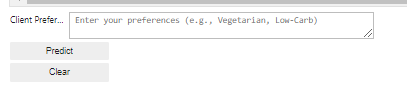 Client Prefer... Enter your preferences (e.g., Vegetarian, Low-Carb)
Predict
Clear